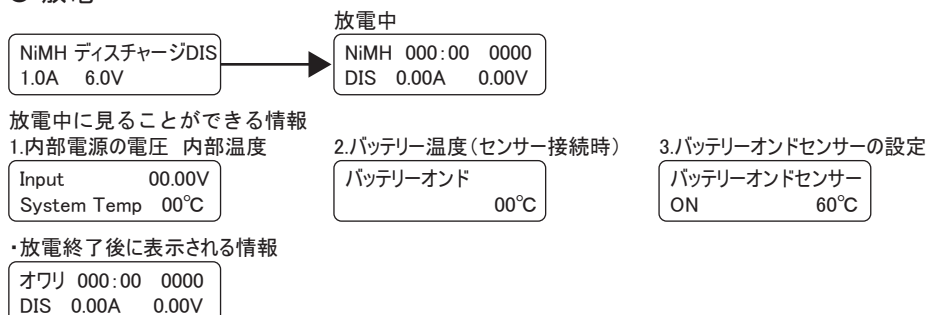 放電中
NiMH ディスチャージDIS
1.0A 6.0V
NiMH 000:00 0000
DIS 0.00A 0.00V
放電中に見ることができる情報
1.内部電源の電圧 内部温度
Input 00.00V
System Temp 00℃
2.バッテリー温度(センサー接続時)
バッテリーオンド
00℃
3.バッテリーオンドセンサーの設定
バッテリーオンドセンサー
ON 60℃
・放電終了後に表示される情報
オワリ 000:00 0000
DIS 0.00A 0.00V